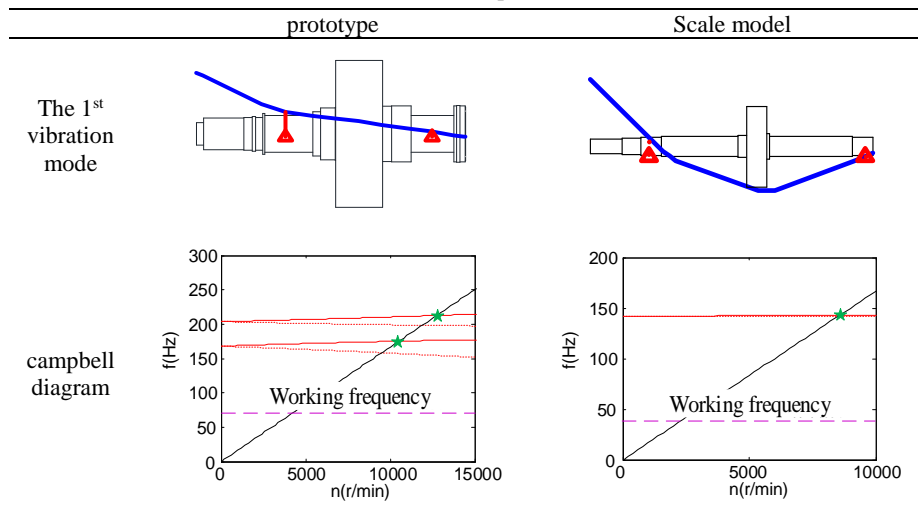 prototype Scale model
The 1st
vibration
mode
campbell
diagram
300
250
200
150
100
50
0
f(Hz)
Working frequency
0 5000 10000 15000
n(r/min)
200
150
100
50
0
f(Hz)
Working frequency
0 5000 10000
n(r/min)